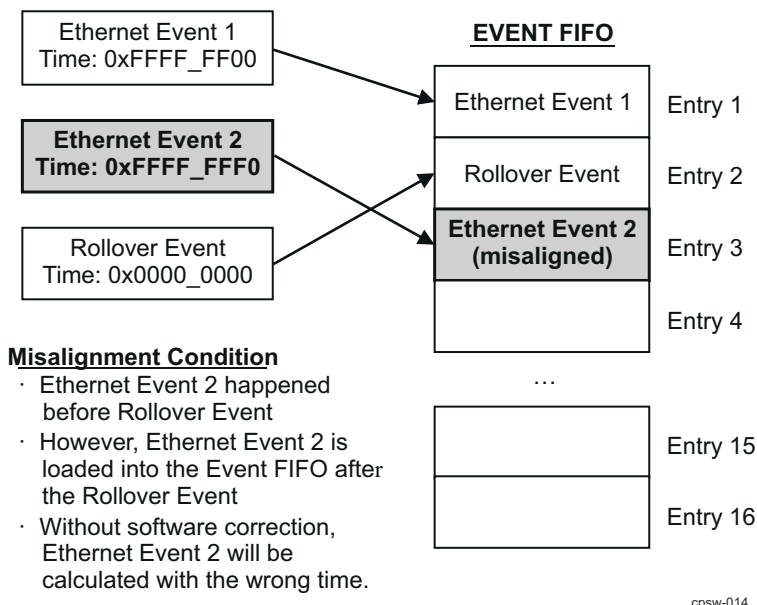 Ethernet Event 1
Time: 0xFFFF_FF00
Ethernet Event 2
Time: 0xFFFF_FFF0
Rollover Event
Time: 0x0000_0000
EVENT FIFO
Ethernet Event 1
Entry 1
Rollover Event
Entry 2
Ethernet Event 2
(misaligned)
Entry 3
Entry 4
...
Entry 15
Entry 16
Misalignment Condition
· Ethernet Event 2 happened
before Rollover Event
· However, Ethernet Event 2 is
loaded into the Event FIFO after
the Rollover Event
· Without software correction,
Ethernet Event 2 will be
calculated with the wrong time.
cpsw-014